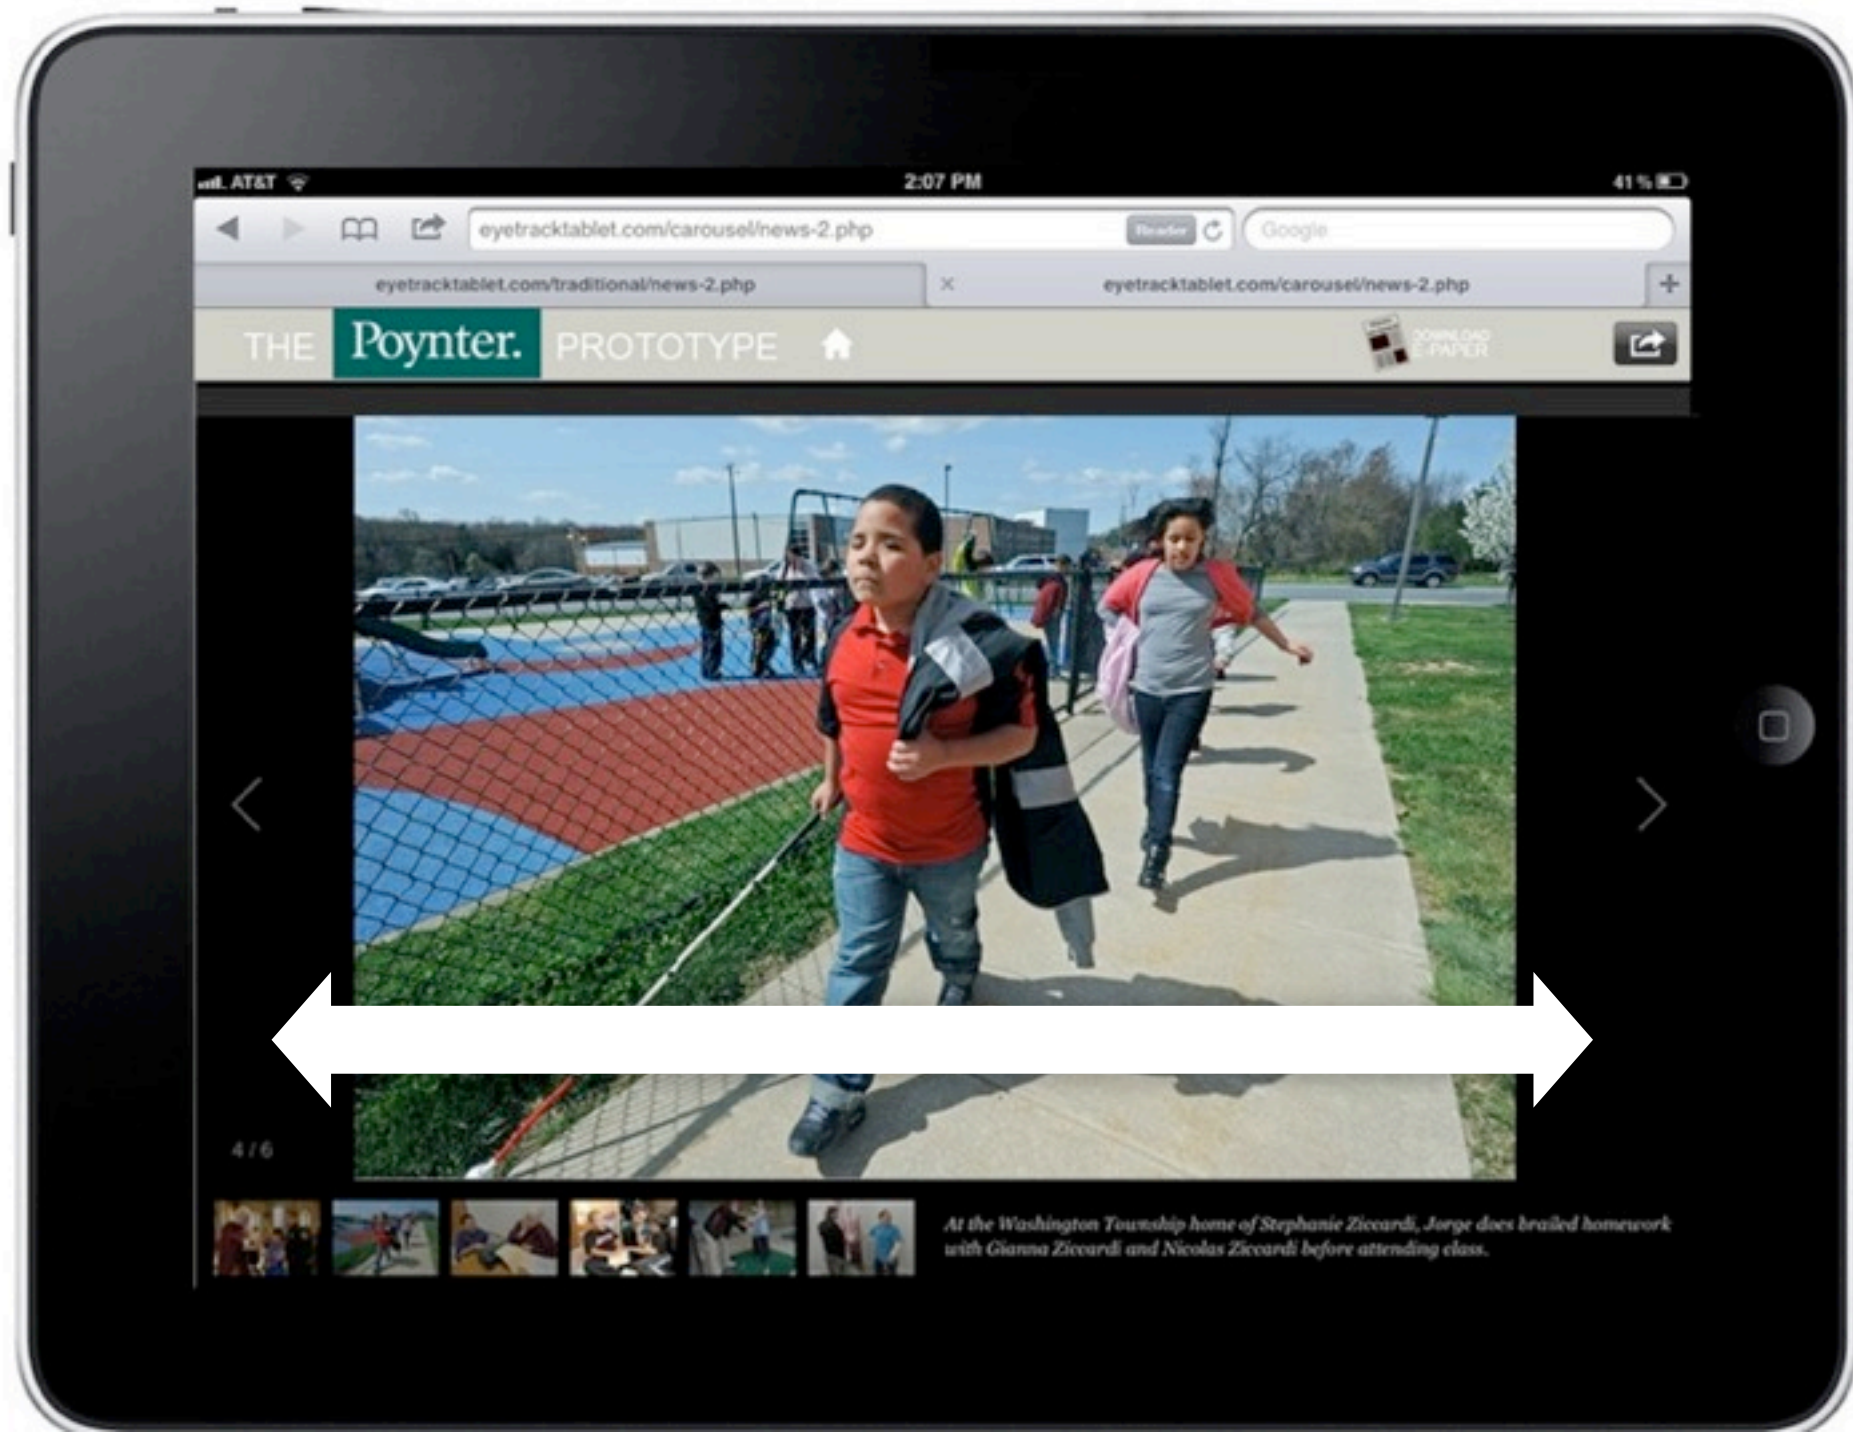 AT&T 2:07 PM 41%
eyetracktablet.com/carousel/news-2.php Reader Google
eyetracktablet.com/traditional/news-2.php eyetracktablet.com/carousel/news-2.php
THE Poynter. PROTOTYPE DOWNLOAD E-PAPER
4/6
At the Washington Township home of Stephanie Ziccardi, Jorge does brailed homework
with Gianna Ziccardi and Nicolas Ziccardi before attending class.